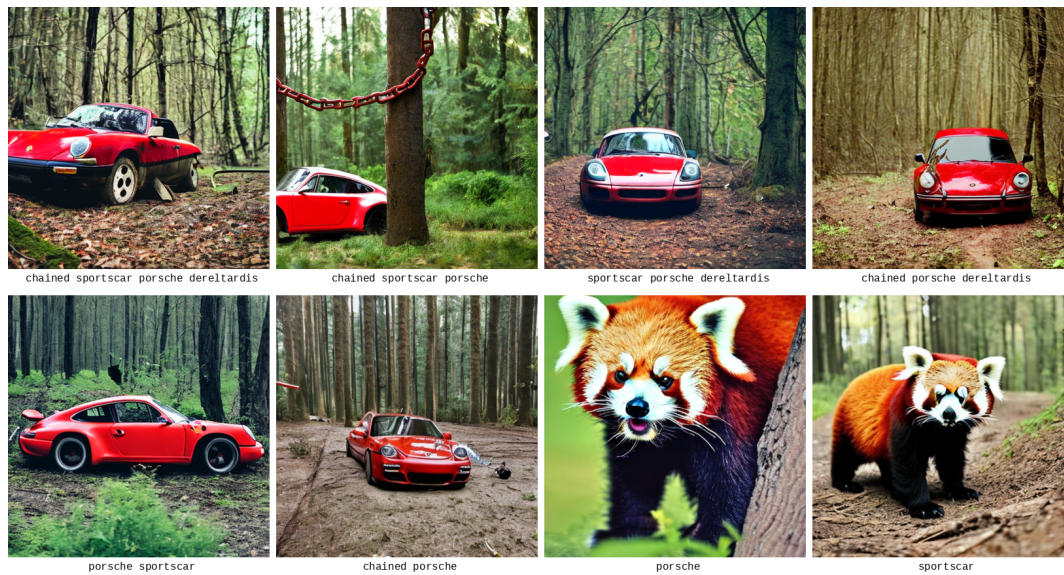 chained sportscar porsche dereltardis
chained sportscar porsche
sportscar porsche dereltardis
chained porsche dereltardis
porsche sportscar
chained porsche
porsche
sportscar